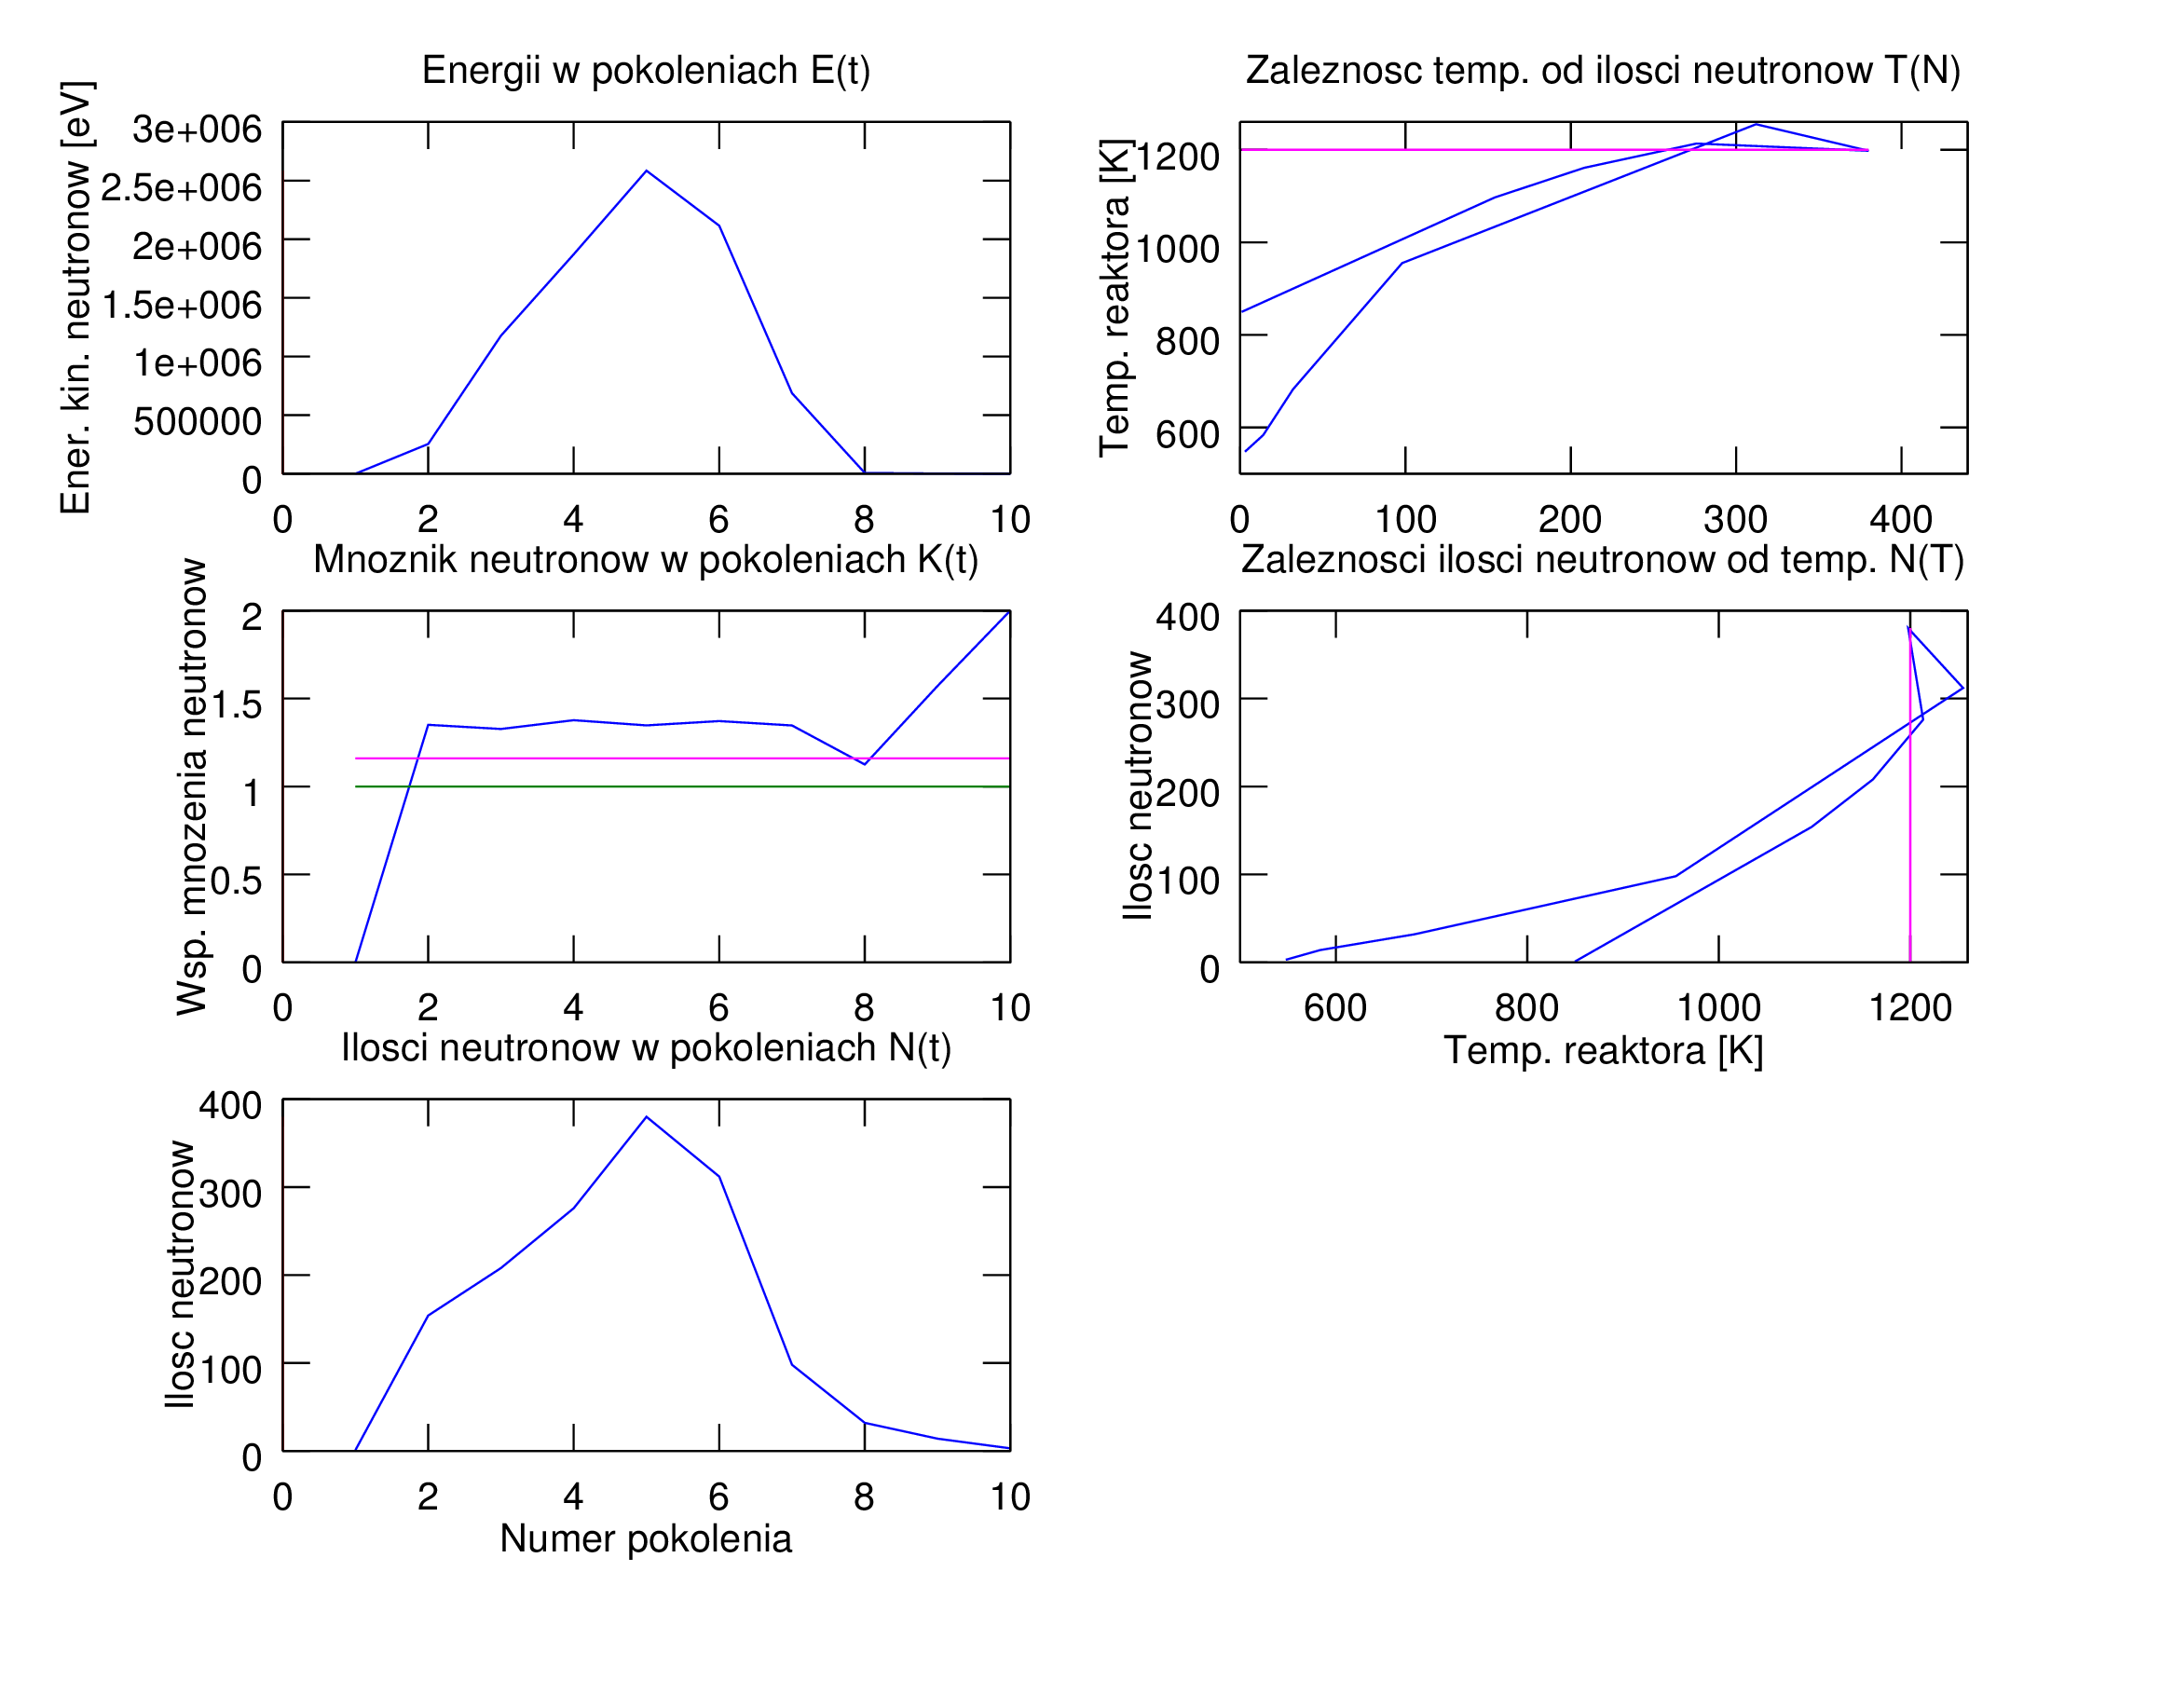 Energii w pokoleniach E(t)
Ener. kin. neutronow [eV]
3e+006
2.5e+006
2e+006
1.5e+006
1e+006
500000
0
0 2 4 6 8 10
Zaleznosc temp. od ilosci neutronow T(N)
Temp. reaktora [K]
1200
1000
800
600
0 100 200 300 400
Mnoznik neutronow w pokoleniach K(t)
Wsp. mnozenia neutronow
2
1.5
1
0.5
0
0 2 4 6 8 10
Zaleznosci ilosci neutronow od temp. N(T)
Ilosc neutronow
400
300
200
100
0
600 800 1000 1200
Temp. reaktora [K]
Ilosci neutronow w pokoleniach N(t)
Ilosc neutronow
400
300
200
100
0
0 2 4 6 8 10
Numer pokolenia